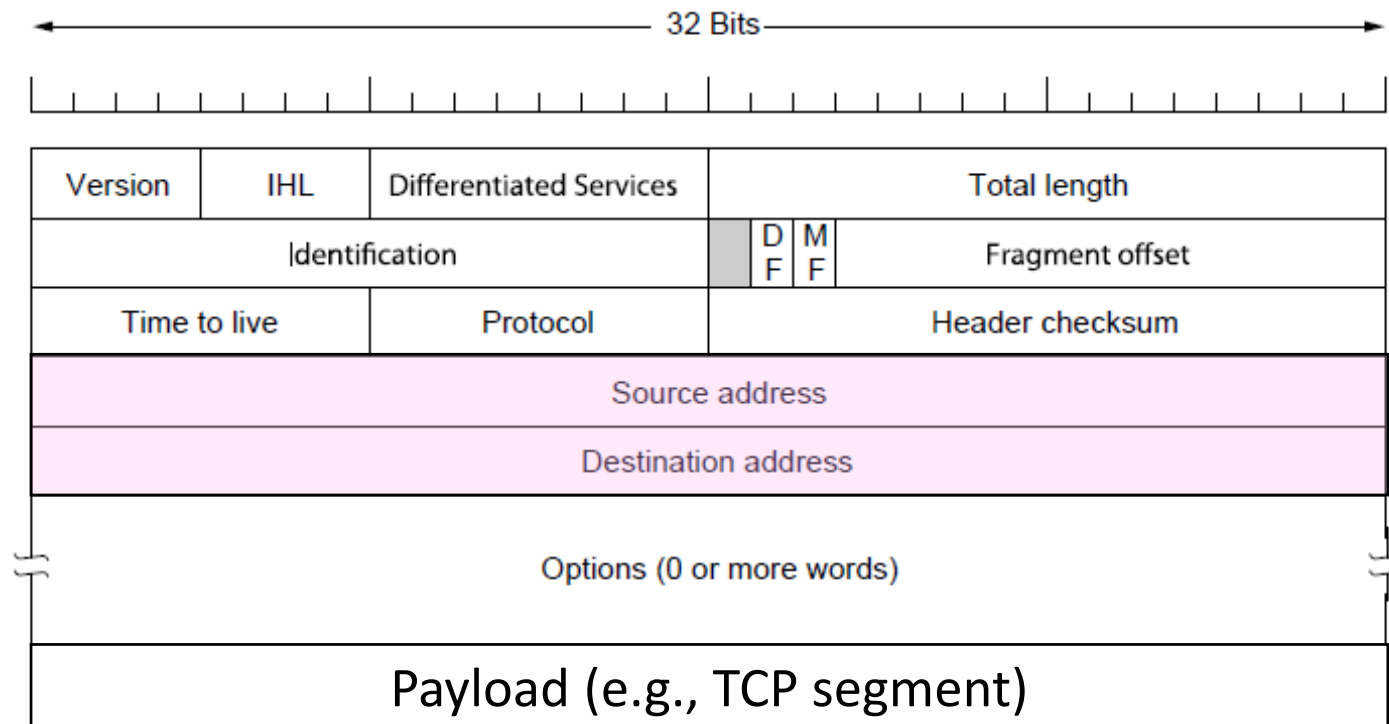 32 Bits
Version IHL Differentiated Services Total length
Identification D F M F Fragment offset
Time to live Protocol Header checksum
Source address
Destination address
Options (0 or more words)
Payload (e.g., TCP segment)